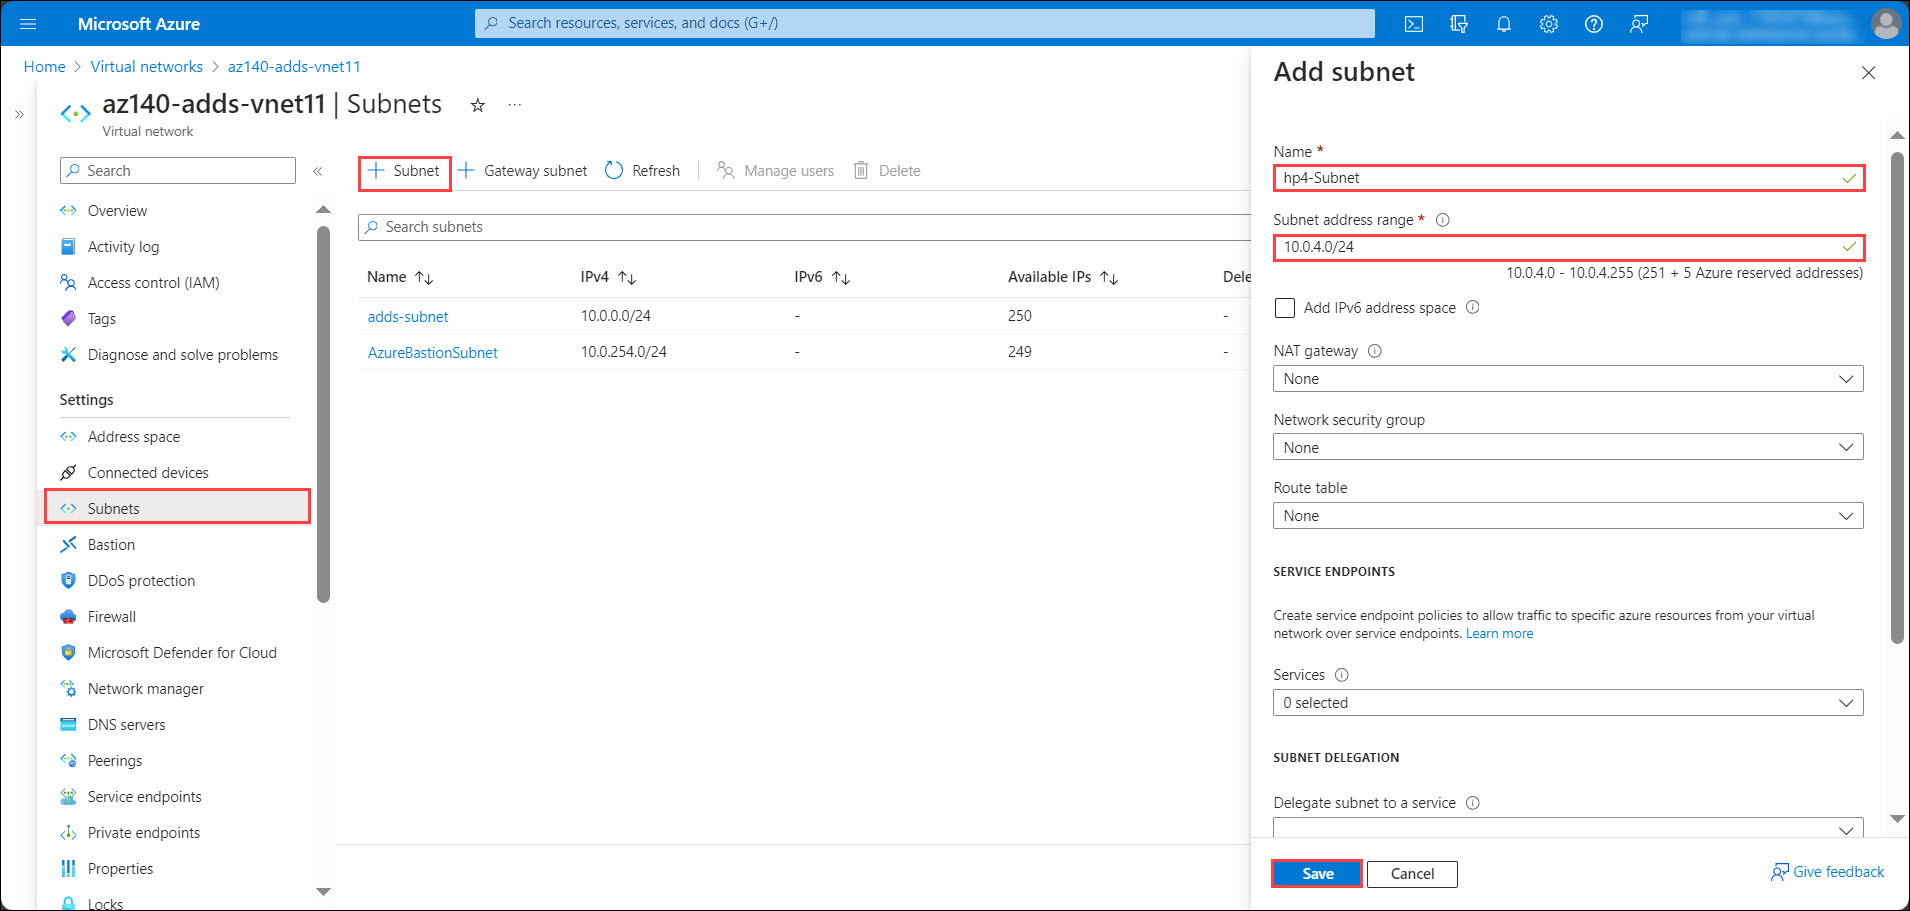 Microsoft Azure
Search resources, services, and docs (G+/)
Home > Virtual networks > az140-adds-vnet11
az140-adds-vnet11 | Subnets
Virtual network
Search
Overview
Activity log
Access control (IAM)
Tags
Diagnose and solve problems
Settings
Address space
Connected devices
Subnets
Bastion
DDoS protection
Firewall
Microsoft Defender for Cloud
Network manager
DNS servers
Peerings
Service endpoints
Private endpoints
Properties
Locks
+ Subnet + Gateway subnet Refresh Manage users Delete
Search subnets
Name ↑↓ IPv4 ↑↓ IPv6 ↑↓ Available IPs ↑↓ Dele
adds-subnet 10.0.0.0/24 - 250 -
AzureBastionSubnet 10.0.254.0/24 - 249 -
Add subnet
Name *
hp4-Subnet
Subnet address range *
10.0.4.0/24
10.0.4.0 - 10.0.4.255 (251 + 5 Azure reserved addresses)
Add IPv6 address space
NAT gateway
None
Network security group
None
Route table
None
SERVICE ENDPOINTS
Create service endpoint policies to allow traffic to specific azure resources from your virtual
network over service endpoints. Learn more
Services
0 selected
SUBNET DELEGATION
Delegate subnet to a service
Save Cancel
Give feedback